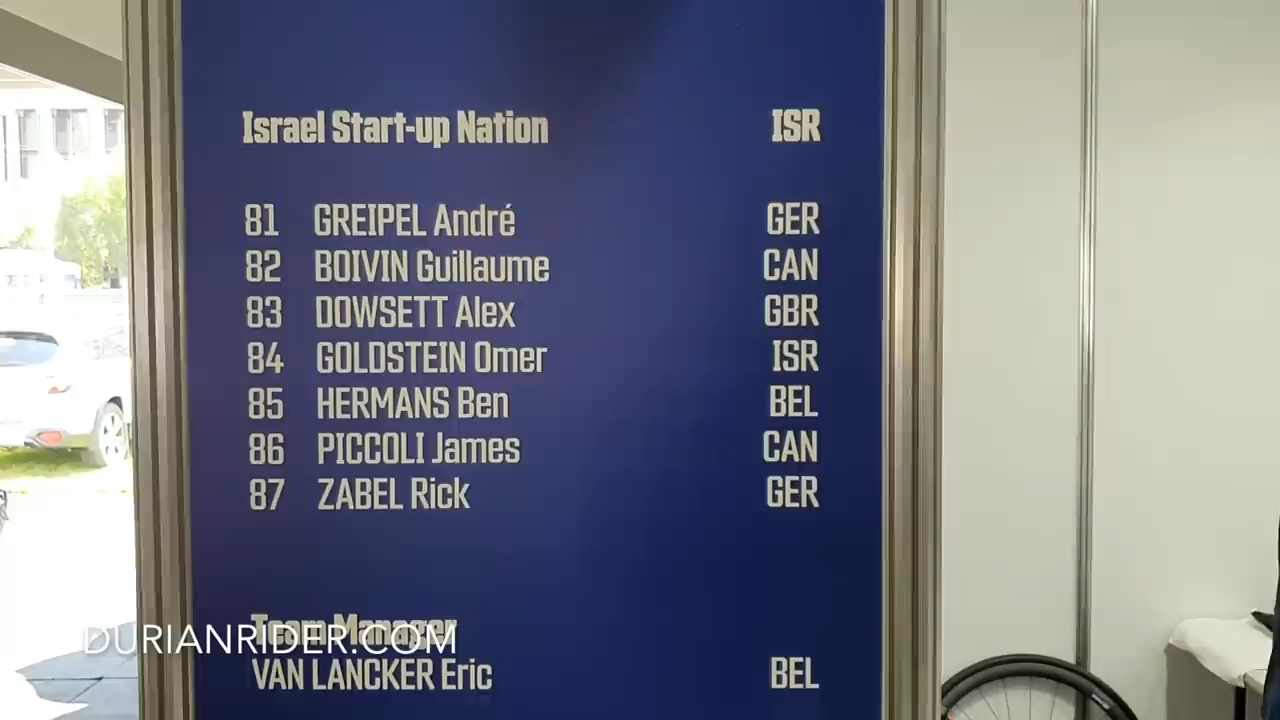 Israel Start-up Nation ISR
81 GREIPEL André GER
82 BOIVIN Guillaume CAN
83 DOWSETT Alex GBR
84 GOLDSTEIN Omer ISR
85 HERMANS Ben BEL
86 PICCOLI James CAN
87 ZABEL Rick GER
Team Manager
DURIANRIDER.COM
VAN LANCKER Eric BEL